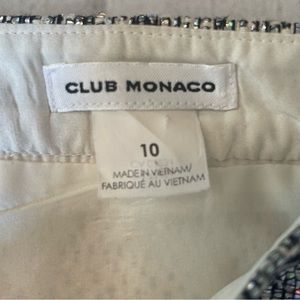 CLUB MONACO
10
MADE IN VIETNAM/
FABRIQUÉ AU VIETNAM